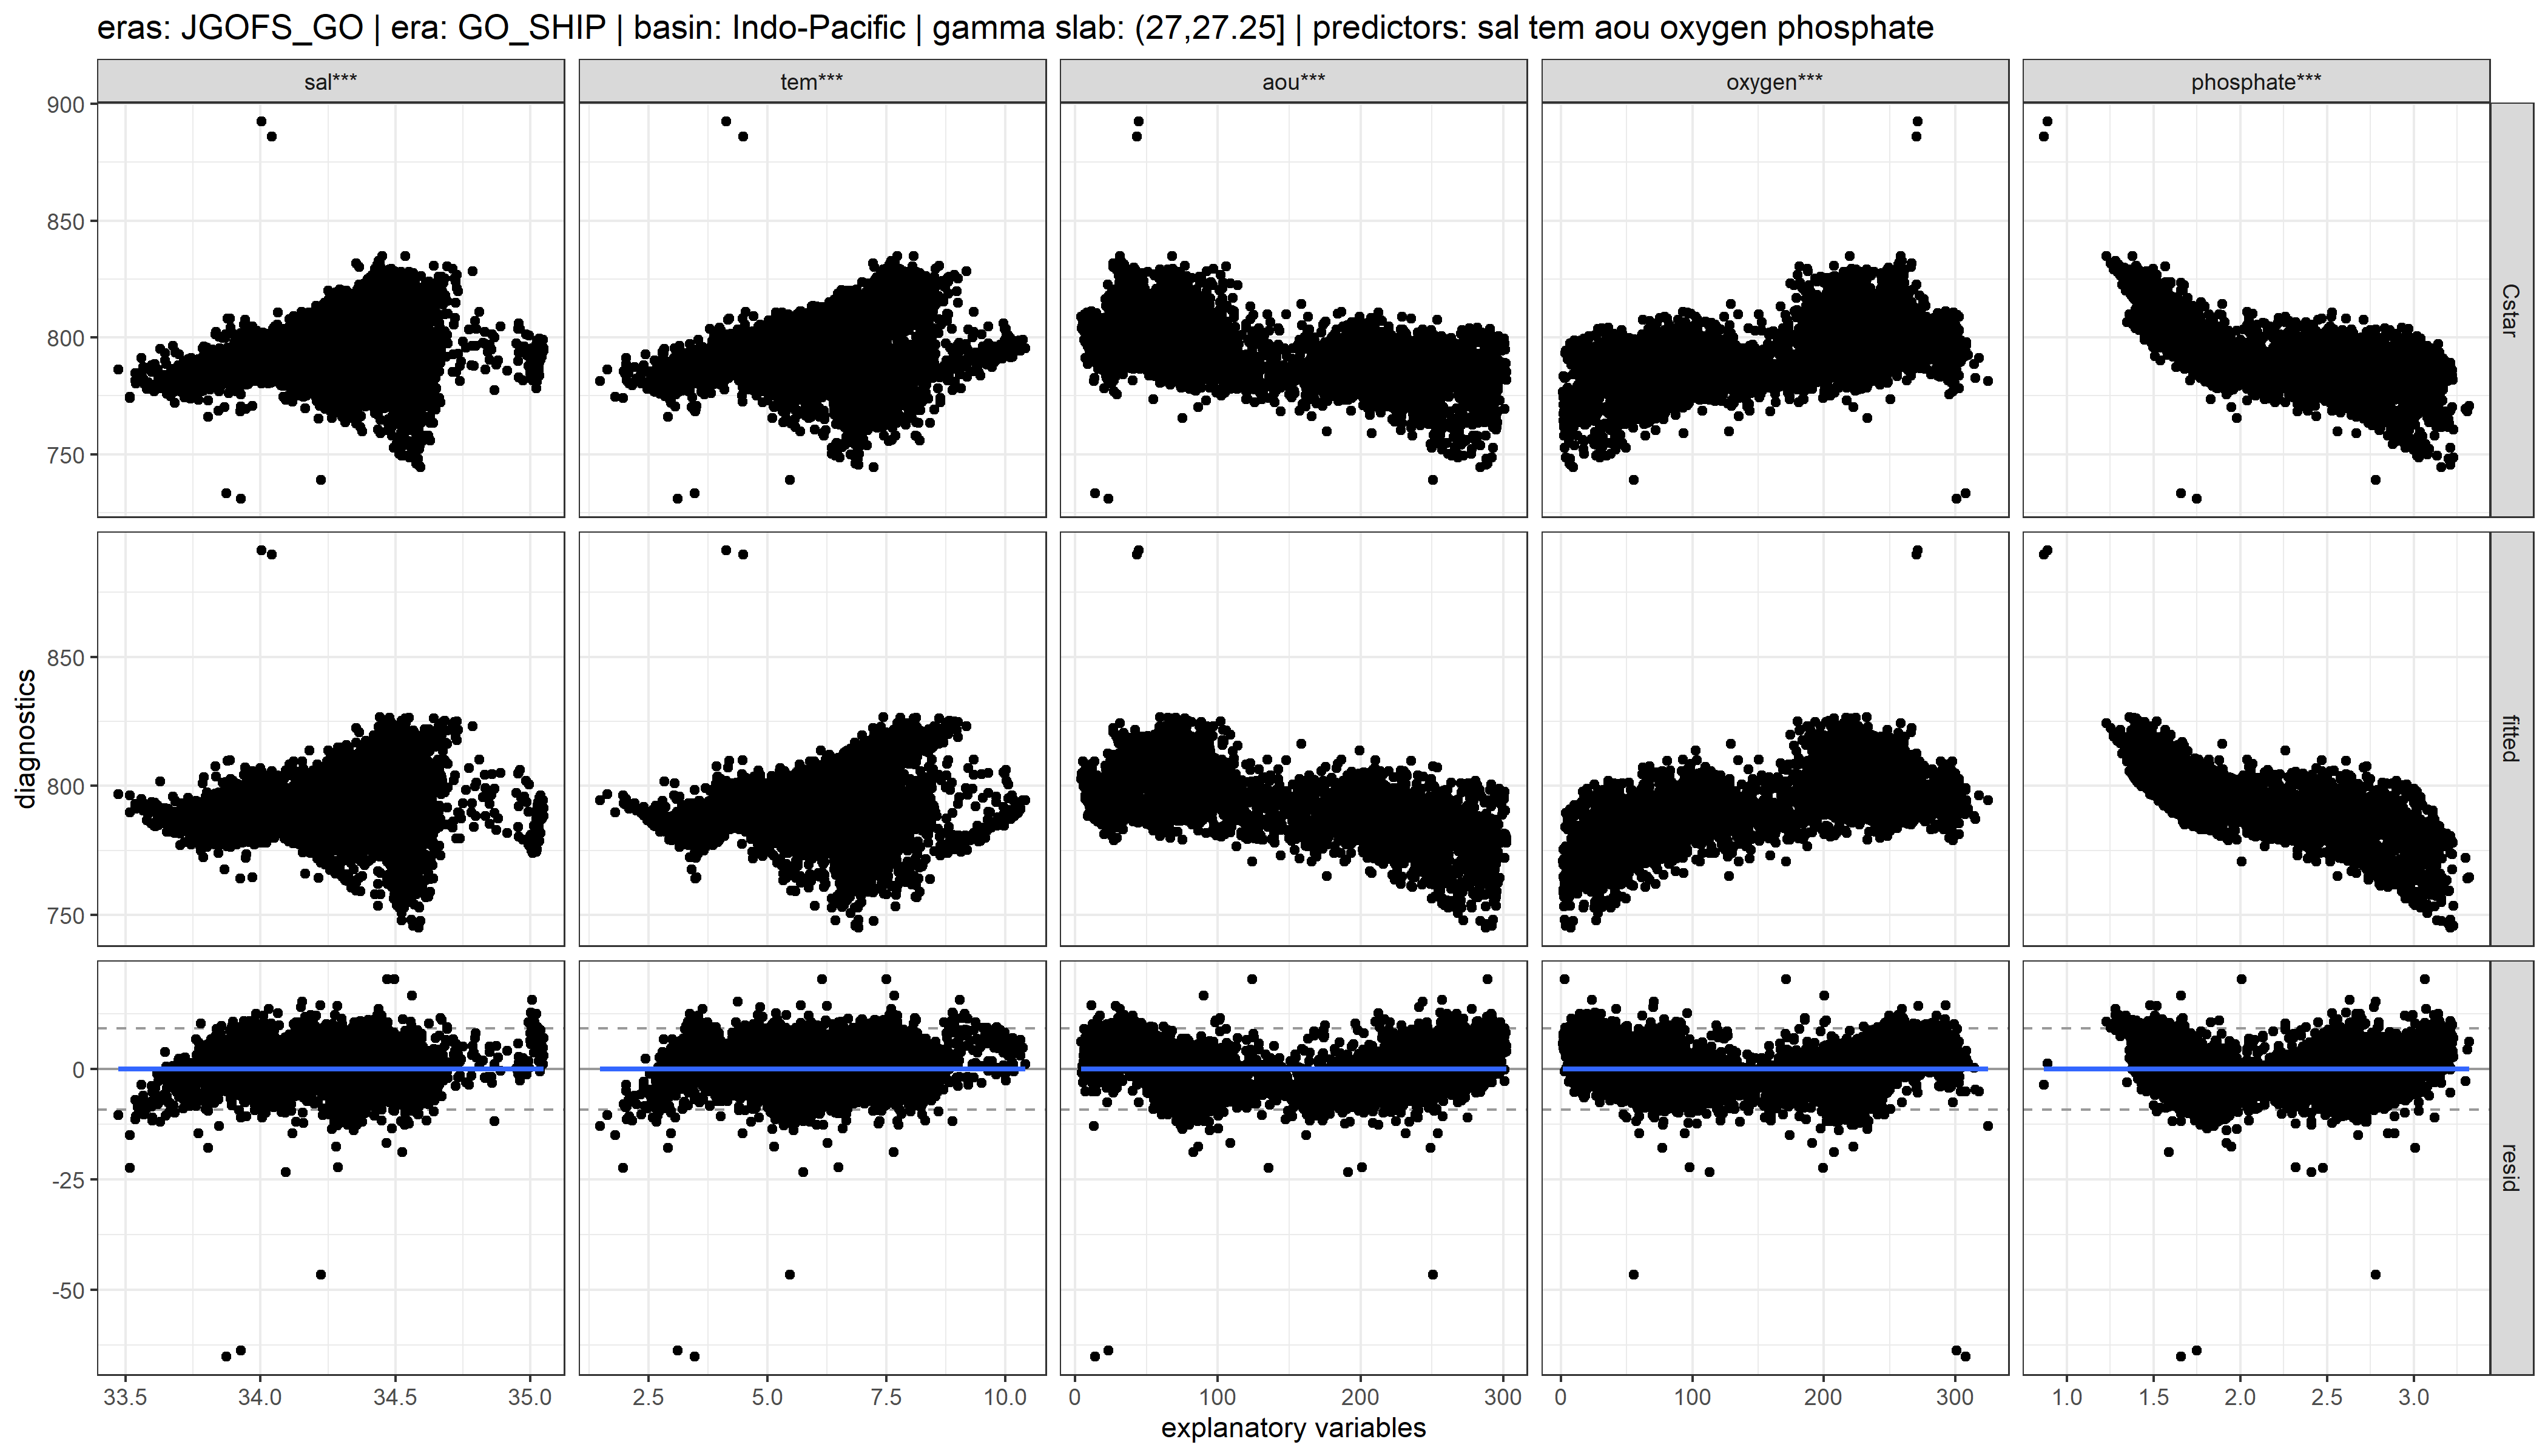 eras: JGOFS_GO | era: GO_SHIP | basin: Indo-Pacific | gamma slab: (27,27.25] | predictors: sal tem aou oxygen phosphate
sal*** tem*** aou*** oxygen*** phosphate***
900
850
800
750
Cstar
850
800
750
fitted
0
-25
-50
resid
diagnostics
33.5 34.0 34.5 35.0 2.5 5.0 7.5 10.0 0 100 200 300 0 100 200 300 1.0 1.5 2.0 2.5 3.0
explanatory variables